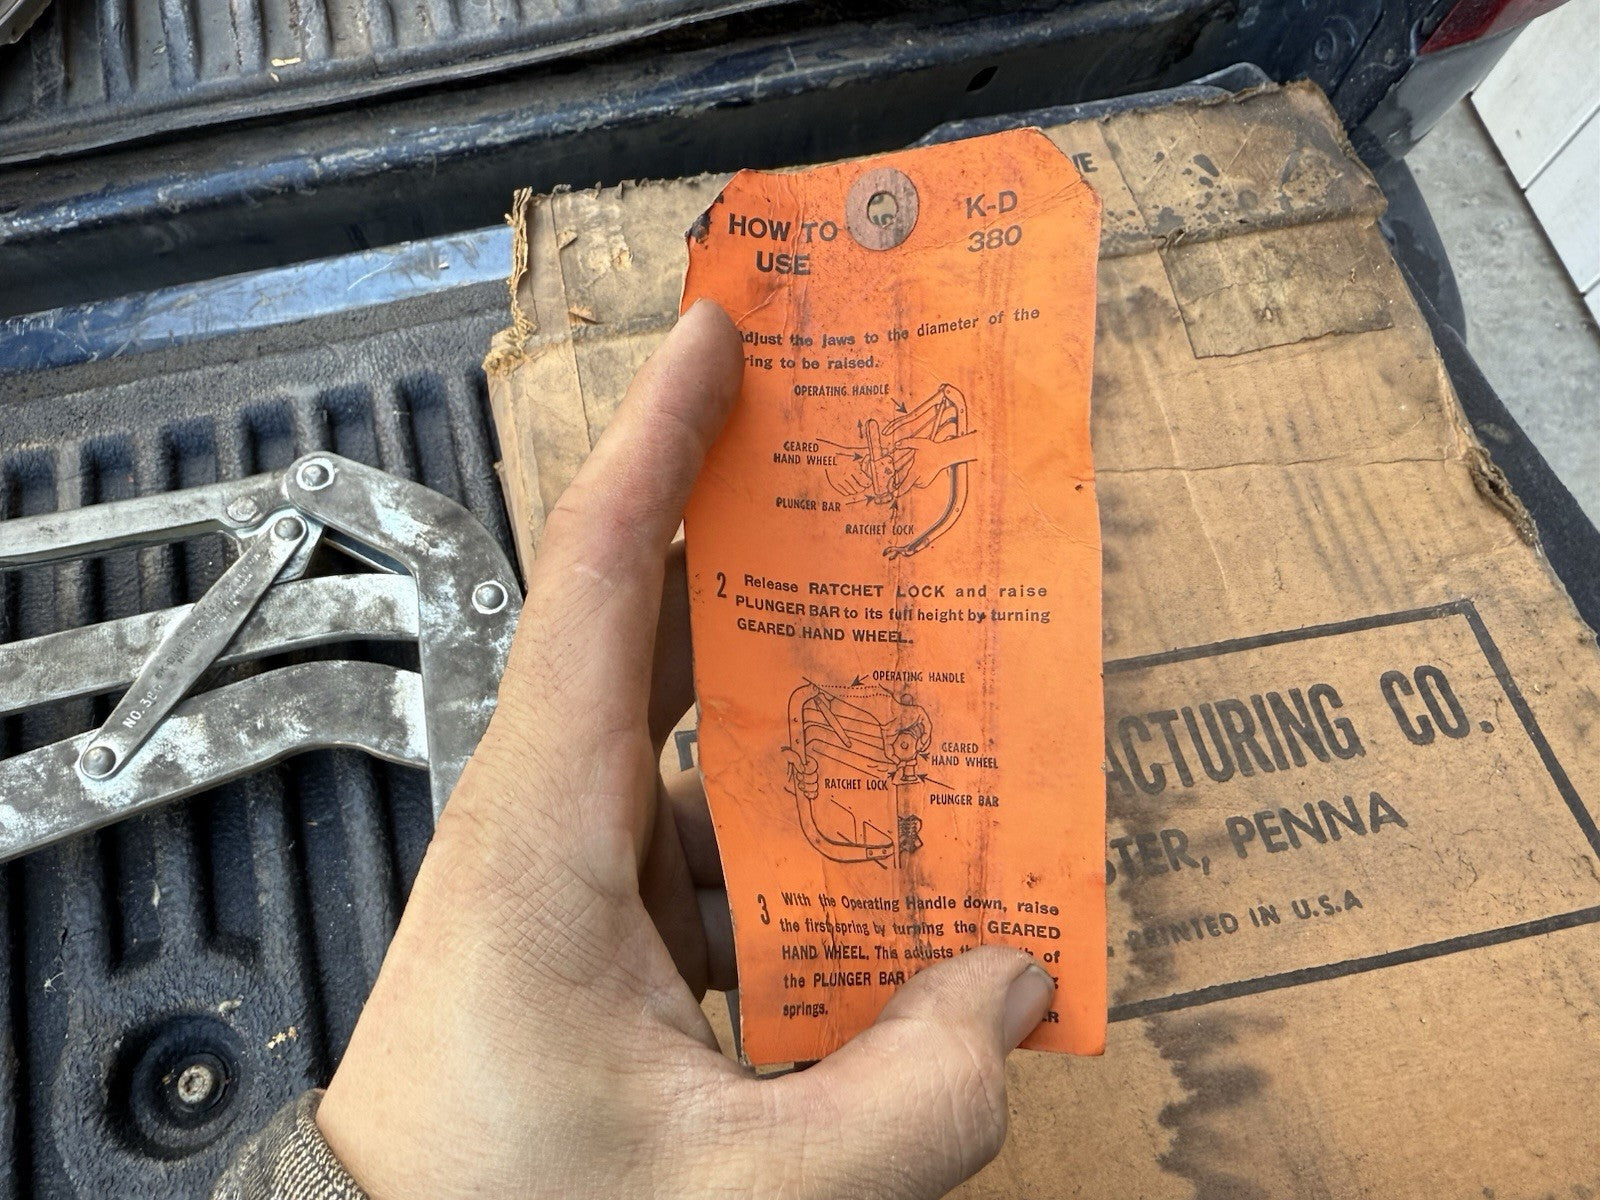 HOW TO
USE
K-D
380
Adjust the jaws to the diameter of the
spring to be raised.
OPERATING HANDLE
GEARED
HAND WHEEL
PLUNGER BAR
RATCHET LOCK
2 Release RATCHET LOCK and raise
PLUNGER BAR to its full height by turning
GEARED HAND WHEEL.
OPERATING HANDLE
GEARED
HAND WHEEL
RATCHET LOCK
PLUNGER BAR
3 With the Operating Handle down, raise
the first spring by turning the GEARED
HAND WHEEL. This adjusts of
the PLUNGER BAR
springs.
ACTURING CO.
STER, PENNA
PRINTED IN U.S.A
NO. 38